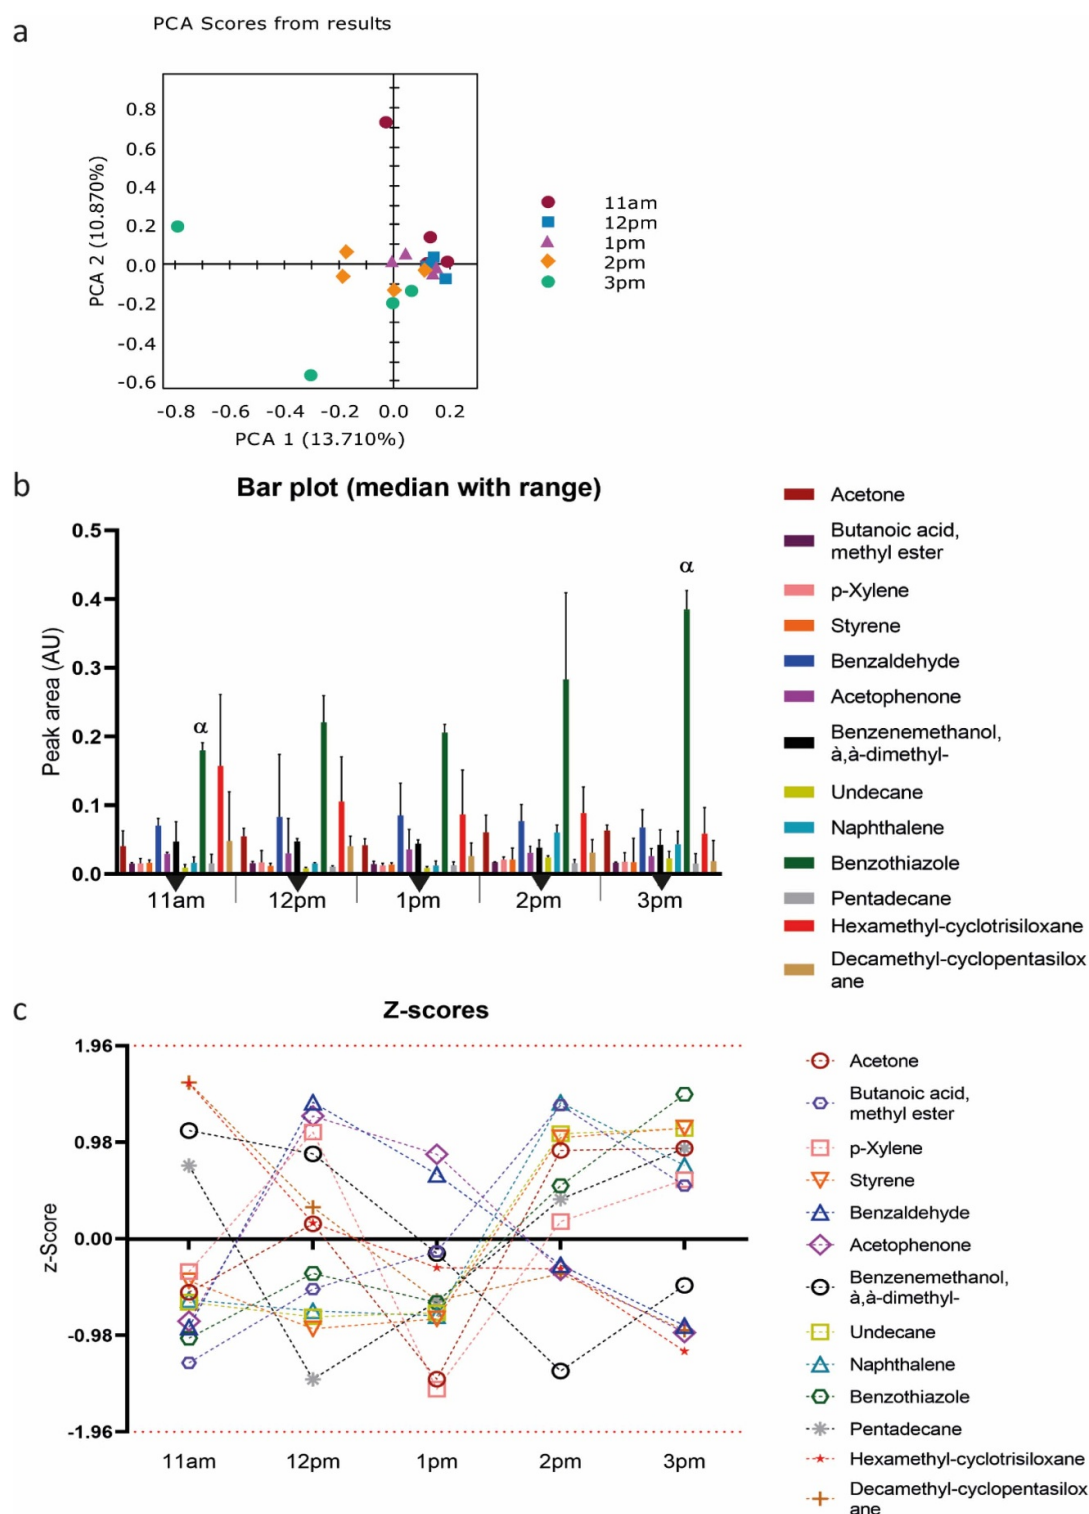 a
PCA Scores from results
0.8
0.6
0.4
0.2
0.0
-0.2
-0.4
-0.6
PCA 2 (10.870%)
-0.8 -0.6 -0.4 -0.2 0.0 0.2
PCA 1 (13.710%)
11am
12pm
1pm
2pm
3pm
b
Bar plot (median with range)
0.5
0.4
0.3
0.2
0.1
0.0
Peak area (AU)
α
α
11am 12pm 1pm 2pm 3pm
Acetone
Butanoic acid,
methyl ester
p-Xylene
Styrene
Benzaldehyde
Acetophenone
Benzenemethanol,
à,à-dimethyl-
Undecane
Naphthalene
Benzothiazole
Pentadecane
Hexamethyl-cyclotrisiloxane
Decamethyl-cyclopentasilox
ane
c
Z-scores
1.96
0.98
0.00
-0.98
-1.96
z-Score
11am 12pm 1pm 2pm 3pm
Acetone
Butanoic acid,
methyl ester
p-Xylene
Styrene
Benzaldehyde
Acetophenone
Benzenemethanol,
à,à-dimethyl-
Undecane
Naphthalene
Benzothiazole
Pentadecane
Hexamethyl-cyclotrisiloxane
Decamethyl-cyclopentasilox
ane